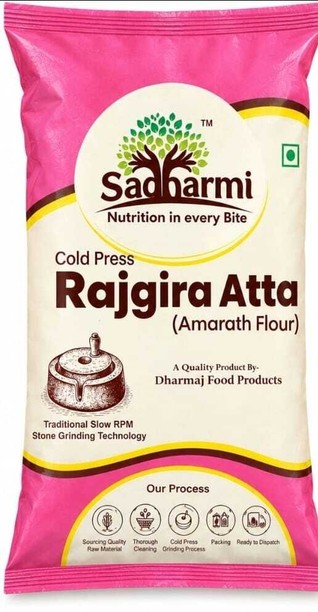 TM
Sadharmi
Nutrition in every Bite
Cold Press
Rajgira Atta
(Amarath Flour)
A Quality Product By-
Dharmaj Food Products
Traditional Slow RPM
Stone Grinding Technology
Our Process
Sourcing Quality
Raw Material
Thorough
Cleaning
Cold Press
Grinding Process
Packing
Ready to Dispatch